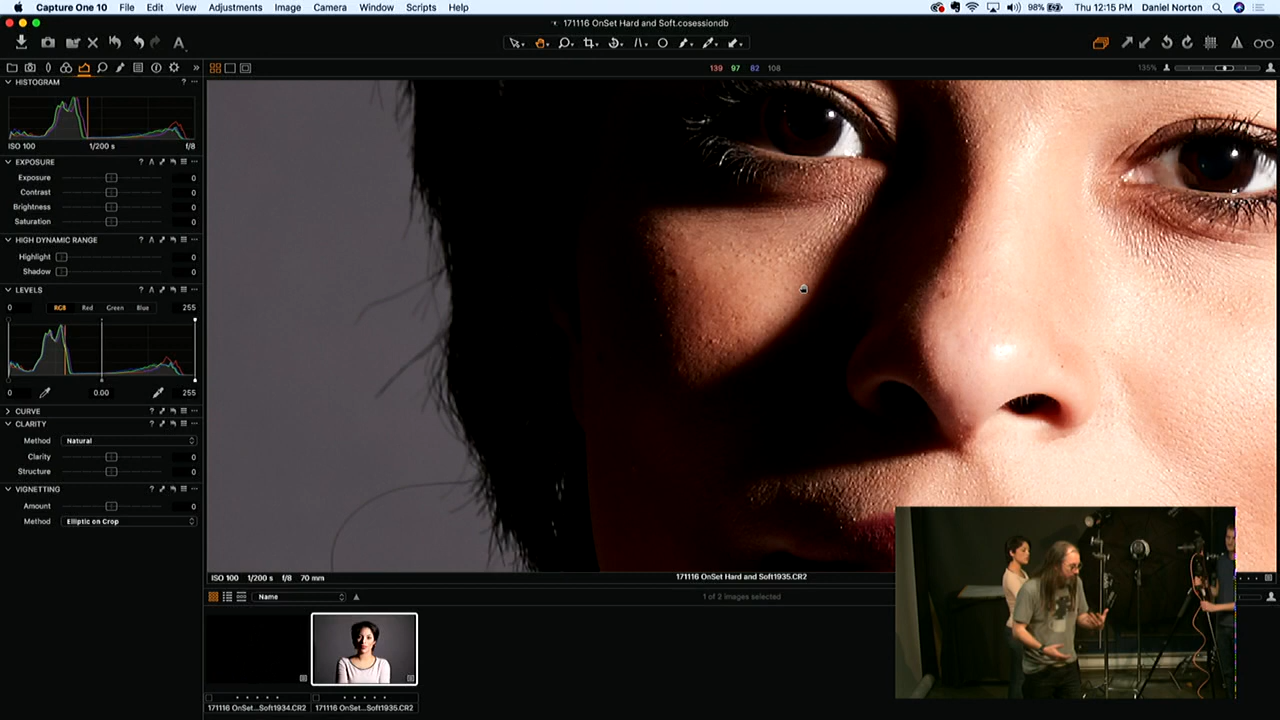 Capture One 10 File Edit View Adjustments Image Camera Window Scripts Help 98% Thu 12:15 PM Daniel Norton
171116 OnSet Hard and Soft.cosessiondb
139 97 82 108 135%
HISTOGRAM
ISO 100 1/200 s f/8
EXPOSURE
Exposure 0
Contrast 0
Brightness 0
Saturation 0
HIGH DYNAMIC RANGE
Highlight 0
Shadow 0
LEVELS
0 RGB Red Green Blue 255
0 0.00 255
CURVE
CLARITY
Method Natural
Clarity 0
Structure 0
VIGNETTING
Amount 0
Method Elliptic on Crop
ISO 100 1/200 s f/8 70 mm 171116 OnSet Hard and Soft1935.CR2
Name 1 of 2 images selected
171116 OnSet...Soft1934.CR2 171116 OnSet...Soft1935.CR2